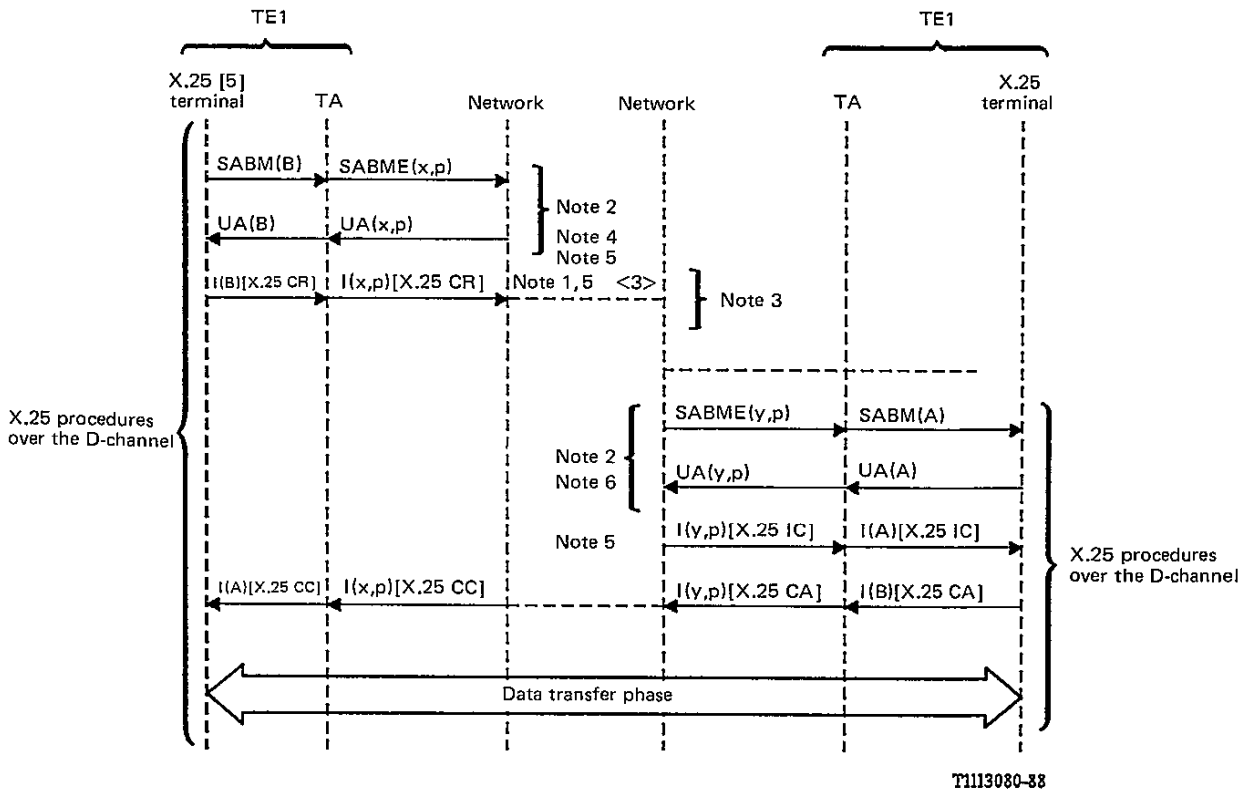 TE1
TE1
X.25 [5]
terminal
TA
Network
Network
TA
X.25
terminal
SABM(B)
SABME(x,p)
UA(B)
UA(x,p)
Note 2
Note 4
Note 5
I(B)[X.25 CR]
I(x,p)[X.25 CR]
Note 1,5 <3>
Note 3
X.25 procedures
over the D-channel
SABME(y,p)
SABM(A)
Note 2
Note 6
UA(y,p)
UA(A)
Note 5
I(y,p)[X.25 IC]
I(A)[X.25 IC]
X.25 procedures
over the D-channel
I(A)[X.25 CC]
I(x,p)[X.25 CC]
I(y,p)[X.25 CA]
I(B)[X.25 CA]
Data transfer phase
T1113080-88